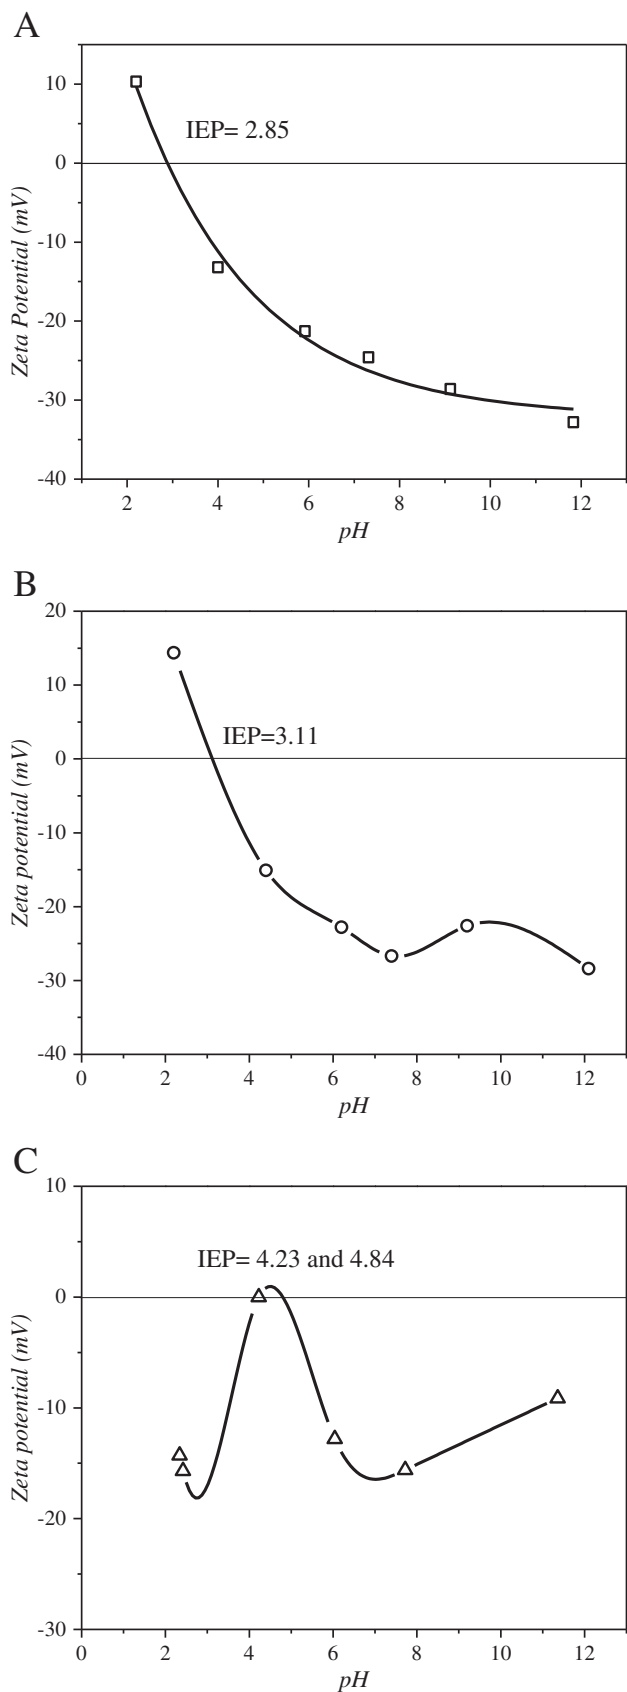 A
10
IEP= 2.85
0
-10
-20
-30
-40
Zeta Potential (mV)
2 4 6 8 10 12
pH
B
20
10
IEP=3.11
0
-10
-20
-30
-40
Zeta potential (mV)
0 2 4 6 8 10 12
pH
C
10
IEP= 4.23 and 4.84
0
-10
-20
-30
Zeta potential (mV)
0 2 4 6 8 10 12
pH